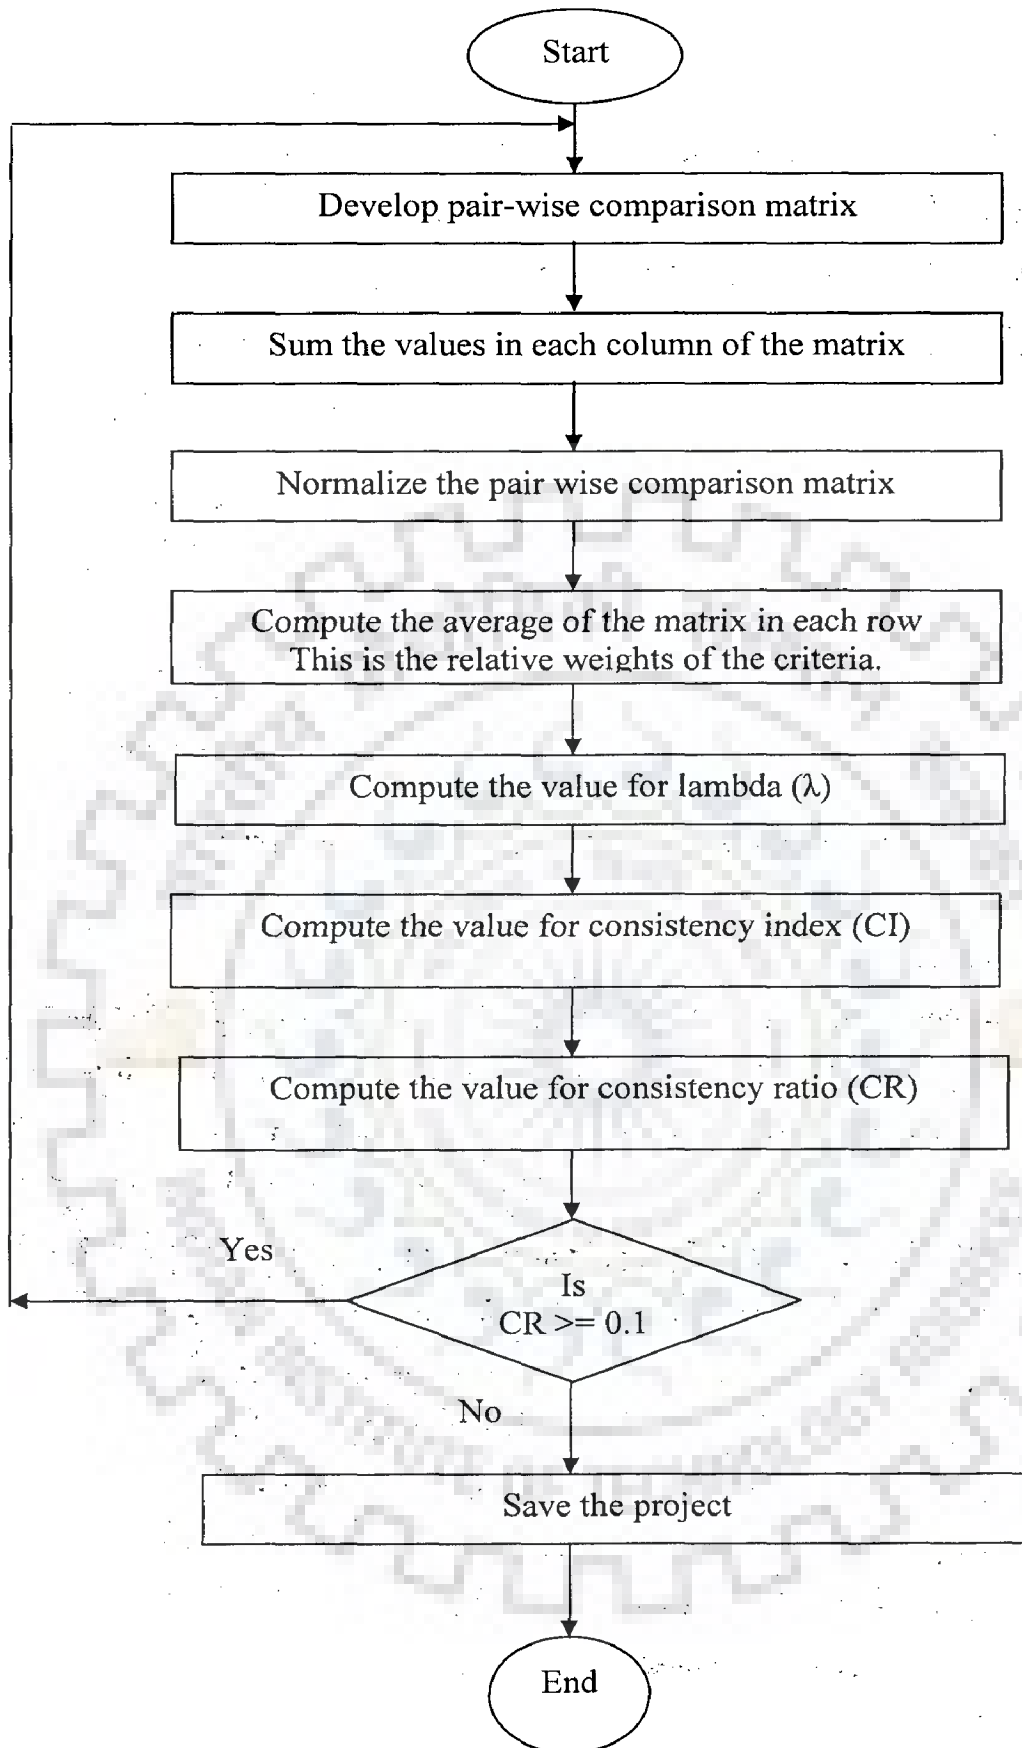 Start
Develop pair-wise comparison matrix
Sum the values in each column of the matrix
Normalize the pair wise comparison matrix
Compute the average of the matrix in each row
This is the relative weights of the criteria.
Compute the value for lambda (λ)
Compute the value for consistency index (CI)
Compute the value for consistency ratio (CR)
Yes
Is
CR >= 0.1
No
Save the project
End